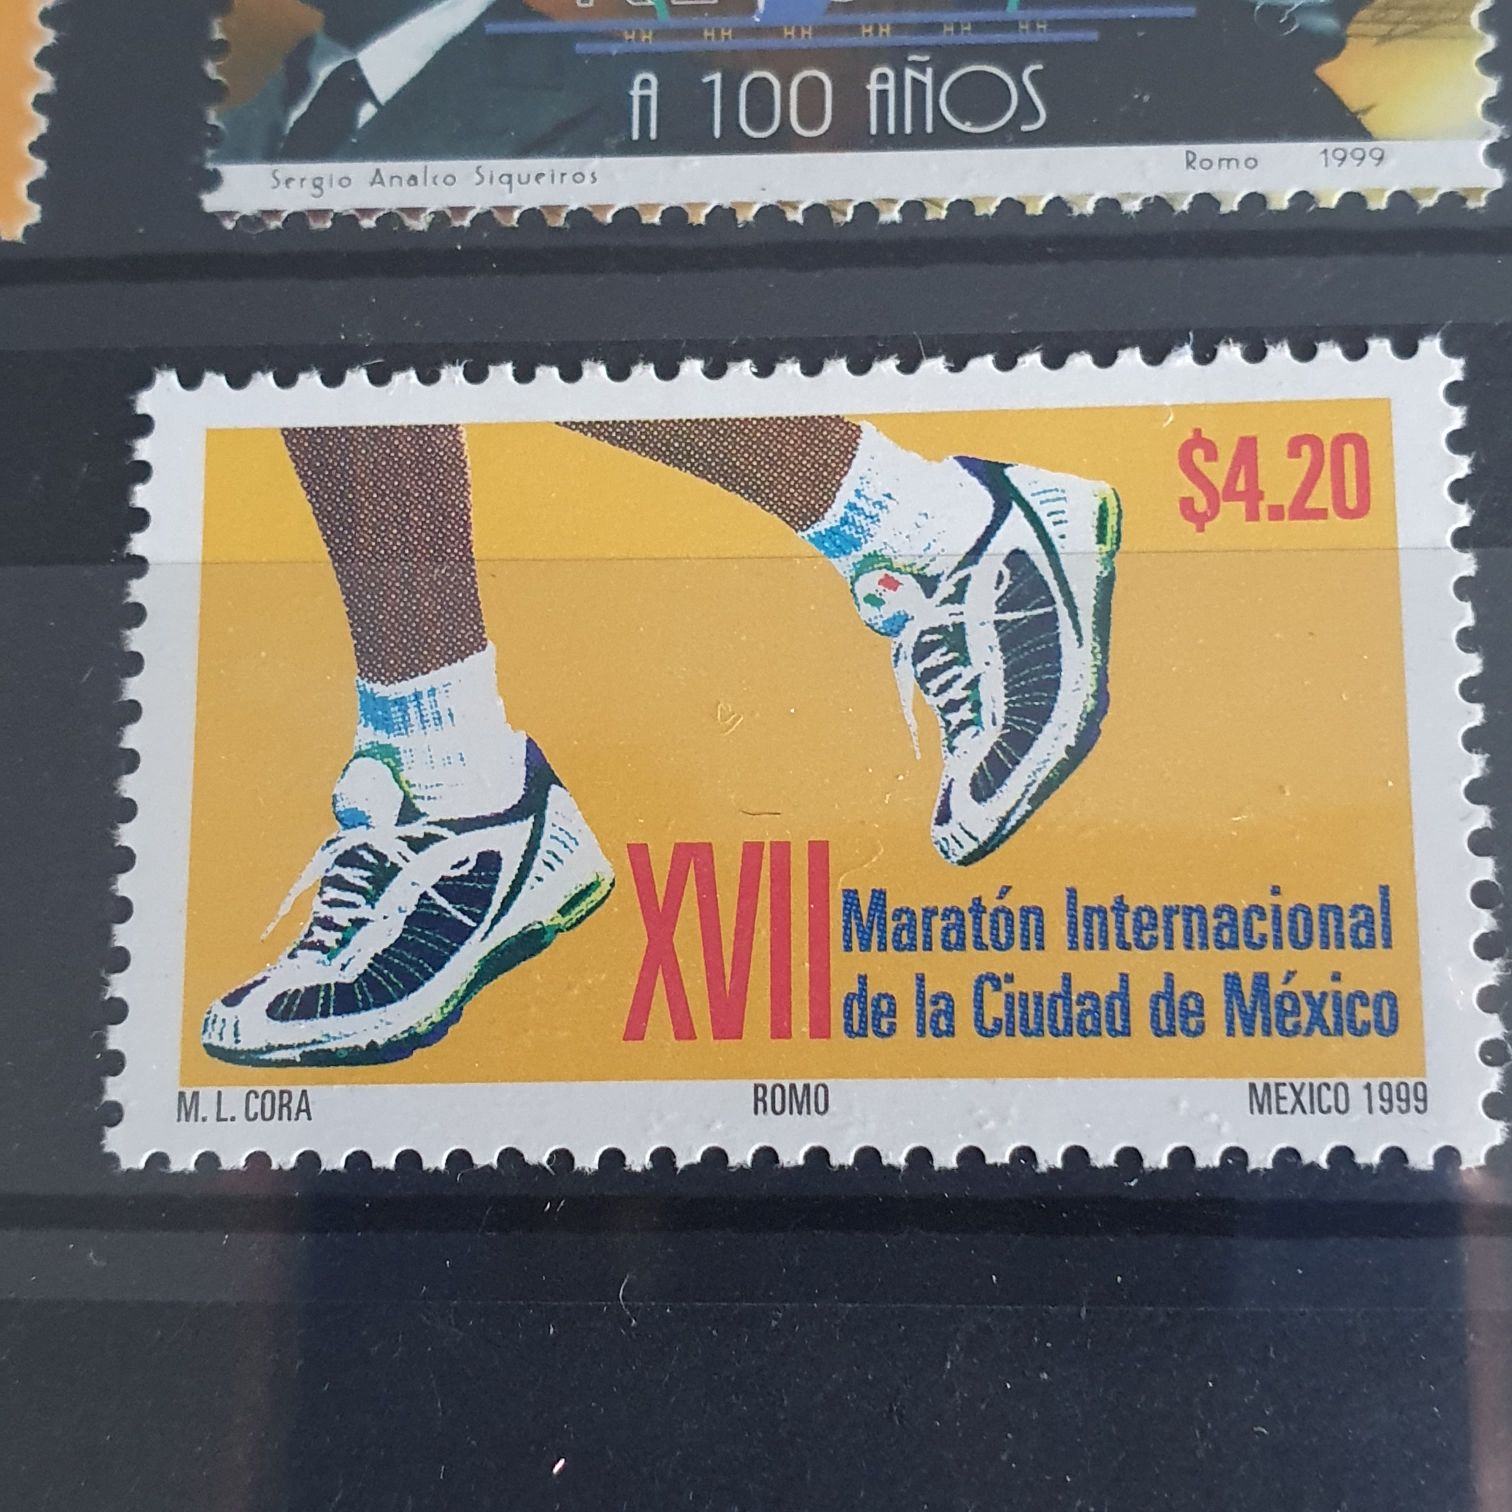 A 100 AÑOS
Sergio Analco Siqueiros Romo 1999
$4.20
XVII Maratón Internacional
de la Ciudad de México
M. L. CORA ROMO MEXICO 1999